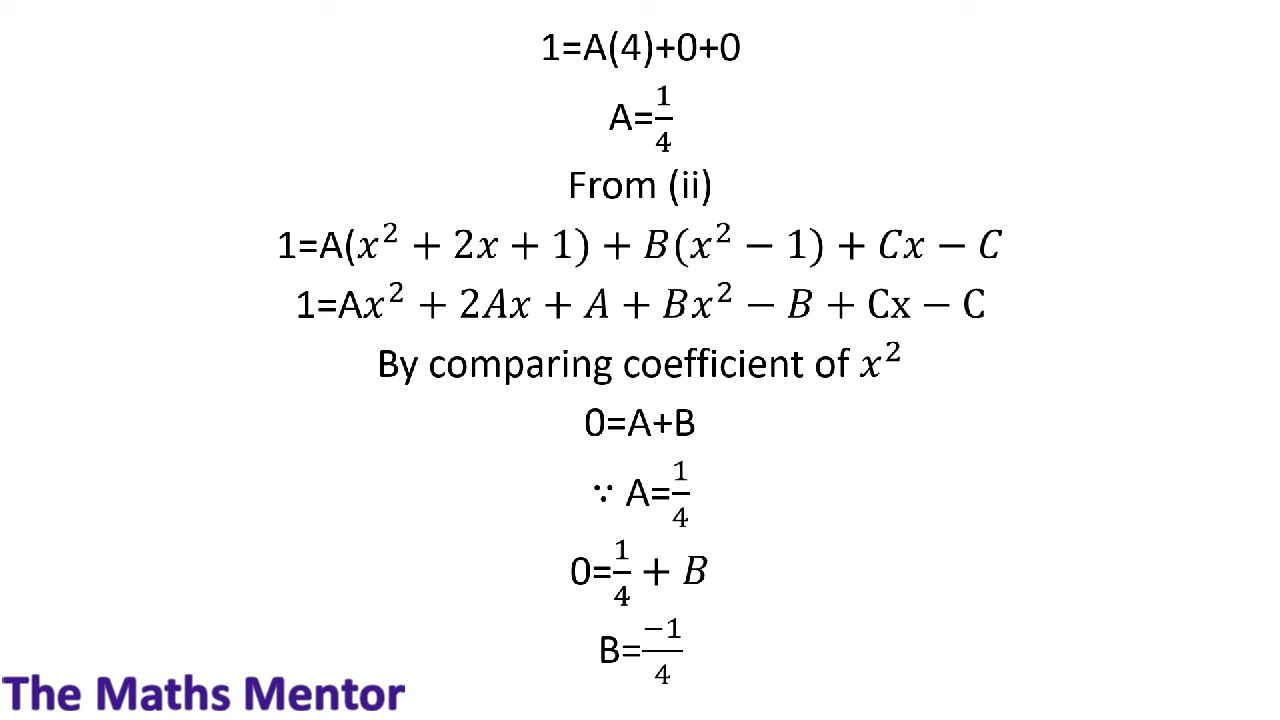 1=A(4)+0+0
A=1/4
From (ii)
1=A(x² + 2x + 1) + B(x² − 1) + Cx − C
1=Ax² + 2Ax + A + Bx² − B + Cx − C
By comparing coefficient of x²
0=A+B
∵ A=1/4
0=1/4 + B
B=−1/4
The Maths Mentor